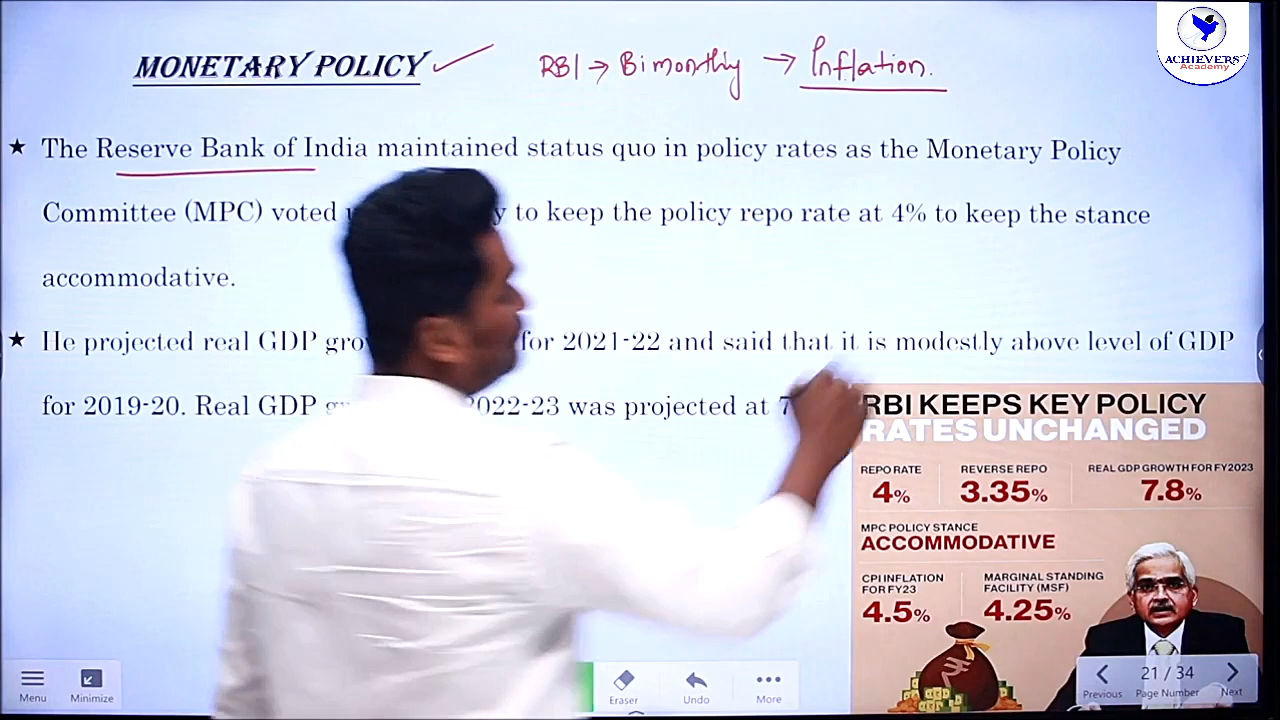 MONETARY POLICY RBI → Bimonthly → Inflation.
ACHIEVERS
Academy
★ The Reserve Bank of India maintained status quo in policy rates as the Monetary Policy
Committee (MPC) voted y to keep the policy repo rate at 4% to keep the stance
accommodative.
★ He projected real GDP for 2021-22 and said that it is modestly above level of GDP
for 2019-20. Real GDP 2022-23 was projected at 7
RBI KEEPS KEY POLICY
RATES UNCHANGED
REPO RATE
4%
REVERSE REPO
3.35%
REAL GDP GROWTH FOR FY2023
7.8%
MPC POLICY STANCE
ACCOMMODATIVE
CPI INFLATION
FOR FY23
4.5%
MARGINAL STANDING
FACILITY (MSF)
4.25%
₹
Menu
Minimize
Eraser
Undo
More
Previous
21 / 34
Page Number
Next